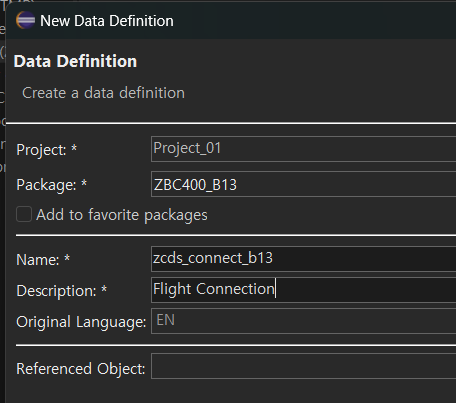 New Data Definition
Data Definition
Create a data definition
Project: * Project_01
Package: * ZBC400_B13
Add to favorite packages
Name: * zcds_connect_b13
Description: * Flight Connection
Original Language: EN
Referenced Object: